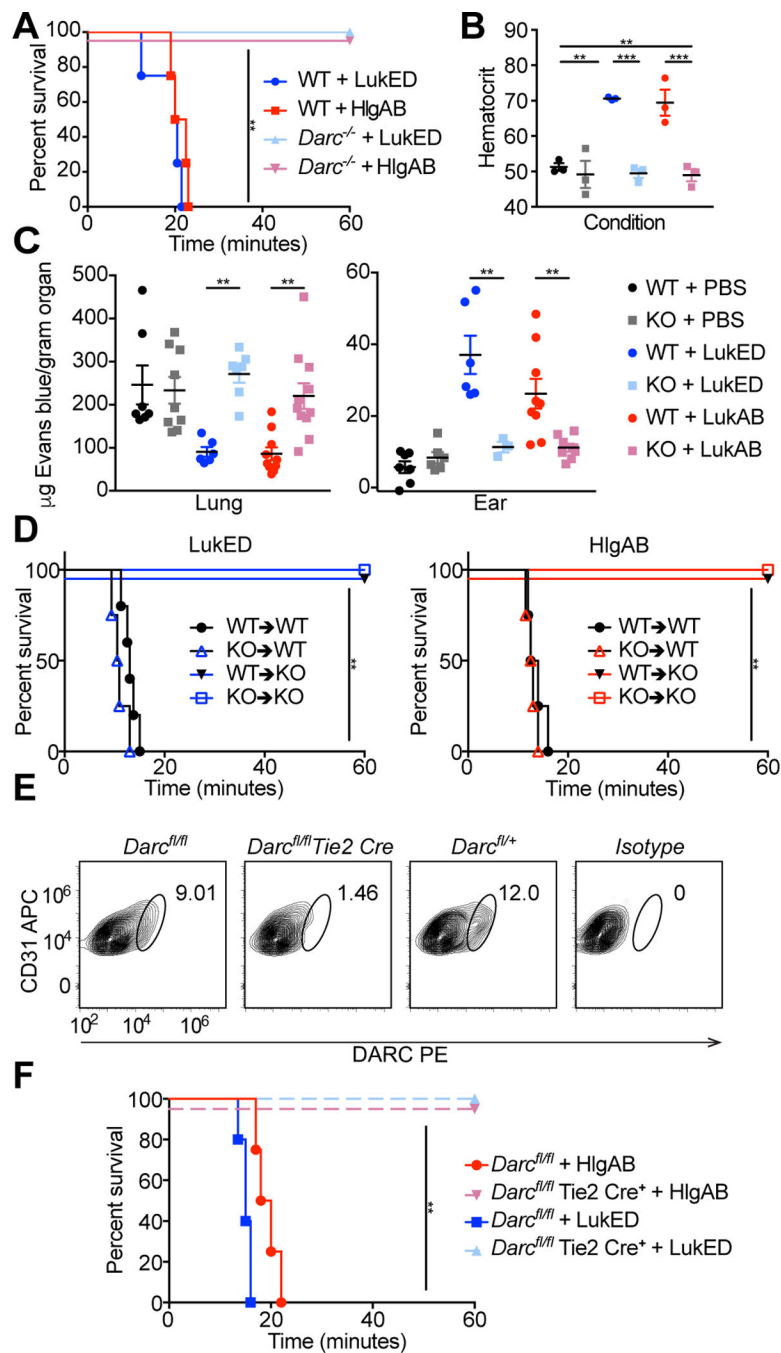 A
Percent survival
100
80
60
40
20
0
0 20 40 60
Time (minutes)
**
WT + LukED
WT + HlgAB
Darc-/- + LukED
Darc-/- + HlgAB
B
Hematocrit
90
80
70
60
50
40
**
** *** ***
Condition
C
µg Evans blue/gram organ
500
400
300
200
100
0
** **
Lung
60
40
20
0
** **
Ear
WT + PBS
KO + PBS
WT + LukED
KO + LukED
WT + LukAB
KO + LukAB
D
LukED
Percent survival
100
50
0
0 20 40 60
Time (minutes)
WT➔WT
KO➔WT
WT➔KO
KO➔KO
**
HlgAB
Percent survival
100
50
0
0 20 40 60
Time (minutes)
WT➔WT
KO➔WT
WT➔KO
KO➔KO
**
E
Darcfl/fl Darcfl/fl Tie2 Cre Darcfl/+ Isotype
9.01 1.46 12.0 0
CD31 APC
10⁶
10⁴
0
10² 10⁴ 10⁶
DARC PE
F
Percent survival
100
80
60
40
20
0
0 20 40 60
Time (minutes)
**
Darcfl/fl + HlgAB
Darcfl/fl Tie2 Cre+ + HlgAB
Darcfl/fl + LukED
Darcfl/fl Tie2 Cre+ + LukED